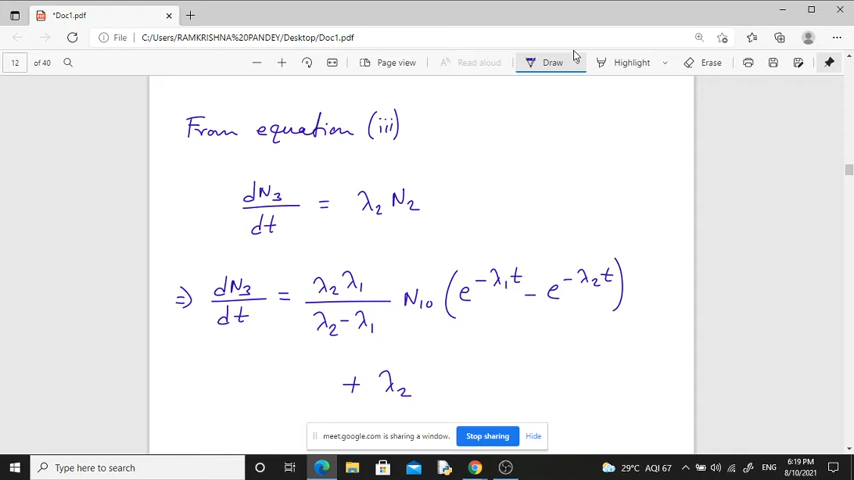 *Doc1.pdf
File C:/Users/RAMKRISHNA%20PANDEY/Desktop/Doc1.pdf
12 of 40 Page view Read aloud Draw Highlight Erase
From equation (iii)
dN₃/dt = λ₂ N₂
⇒ dN₃/dt = λ₂λ₁/(λ₂-λ₁) N₁₀ (e^{-λ₁t} - e^{-λ₂t})
+ λ₂
meet.google.com is sharing a window. Stop sharing Hide
Type here to search 29°C AQI 67 ENG 6:19 PM
8/10/2021